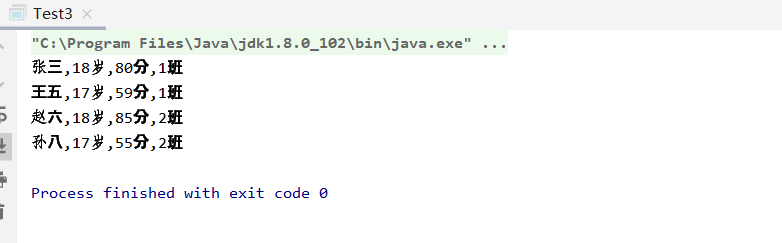 Test3
"C:\Program Files\Java\jdk1.8.0_102\bin\java.exe" ...
张三,18岁,80分,1班
王五,17岁,59分,1班
赵六,18岁,85分,2班
孙八,17岁,55分,2班
Process finished with exit code 0